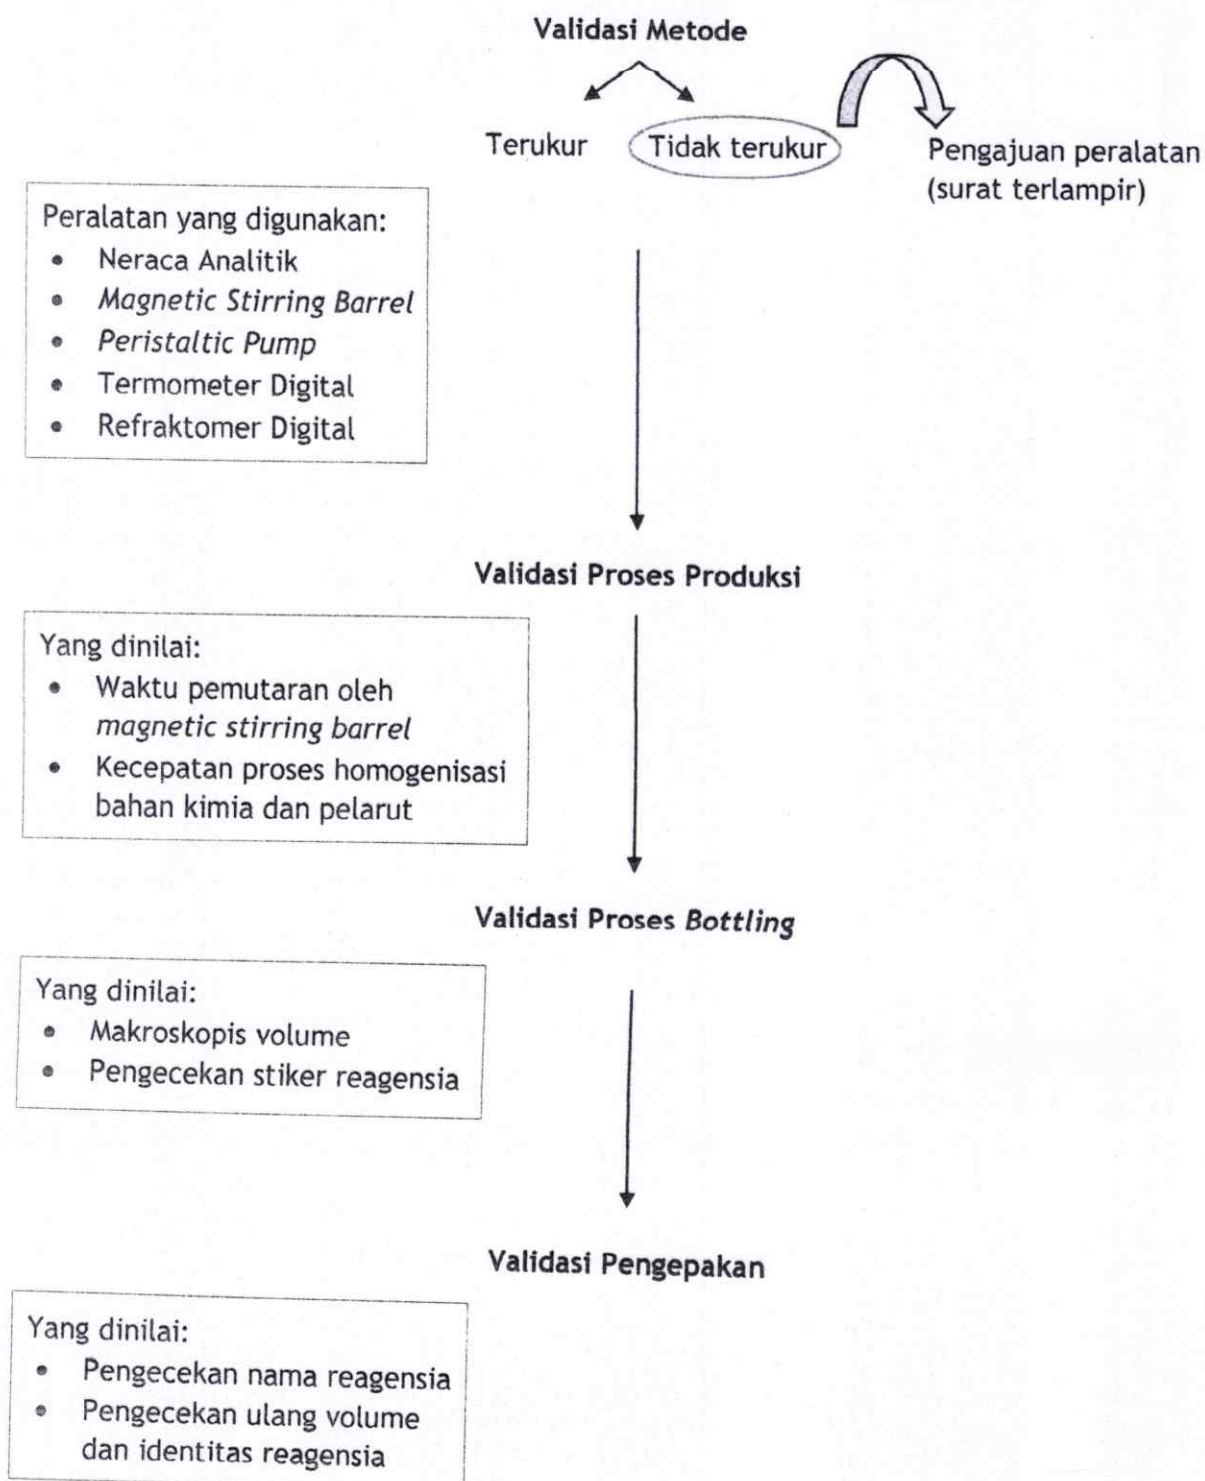 Validasi Metode
Terukur
Tidak terukur
Pengajuan peralatan
(surat terlampir)
Peralatan yang digunakan:
• Neraca Analitik
• Magnetic Stirring Barrel
• Peristaltic Pump
• Termometer Digital
• Refraktomer Digital
Validasi Proses Produksi
Yang dinilai:
• Waktu pemutaran oleh
magnetic stirring barrel
• Kecepatan proses homogenisasi
bahan kimia dan pelarut
Validasi Proses Bottling
Yang dinilai:
• Makroskopis volume
• Pengecekan stiker reagensia
Validasi Pengepakan
Yang dinilai:
• Pengecekan nama reagensia
• Pengecekan ulang volume
dan identitas reagensia